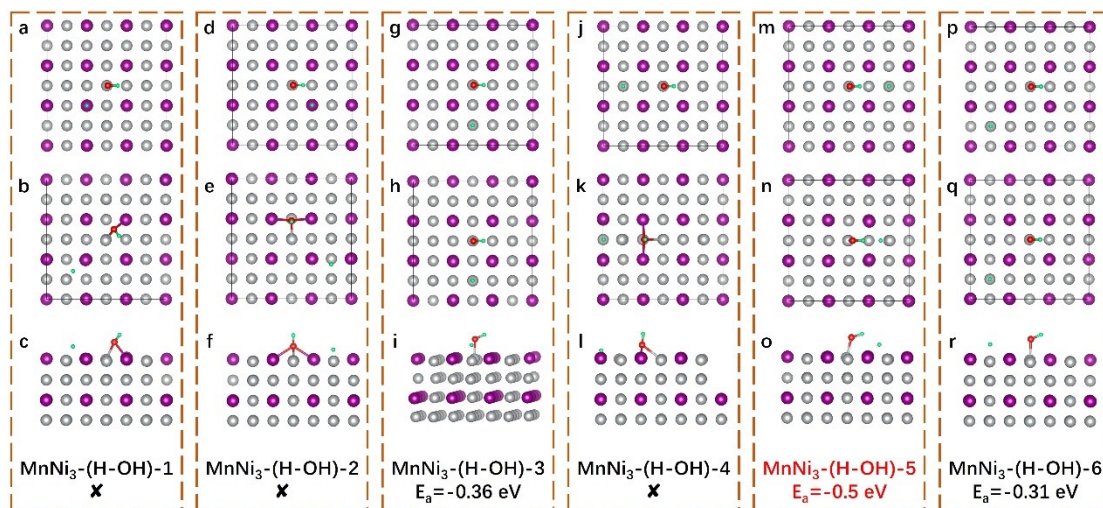 a
d
g
j
m
p
b
e
h
k
n
q
c
f
i
l
o
r
MnNi₃-(H-OH)-1
✘
MnNi₃-(H-OH)-2
✘
MnNi₃-(H-OH)-3
Eₐ=-0.36 eV
MnNi₃-(H-OH)-4
✘
MnNi₃-(H-OH)-5
Eₐ=-0.5 eV
MnNi₃-(H-OH)-6
Eₐ=-0.31 eV